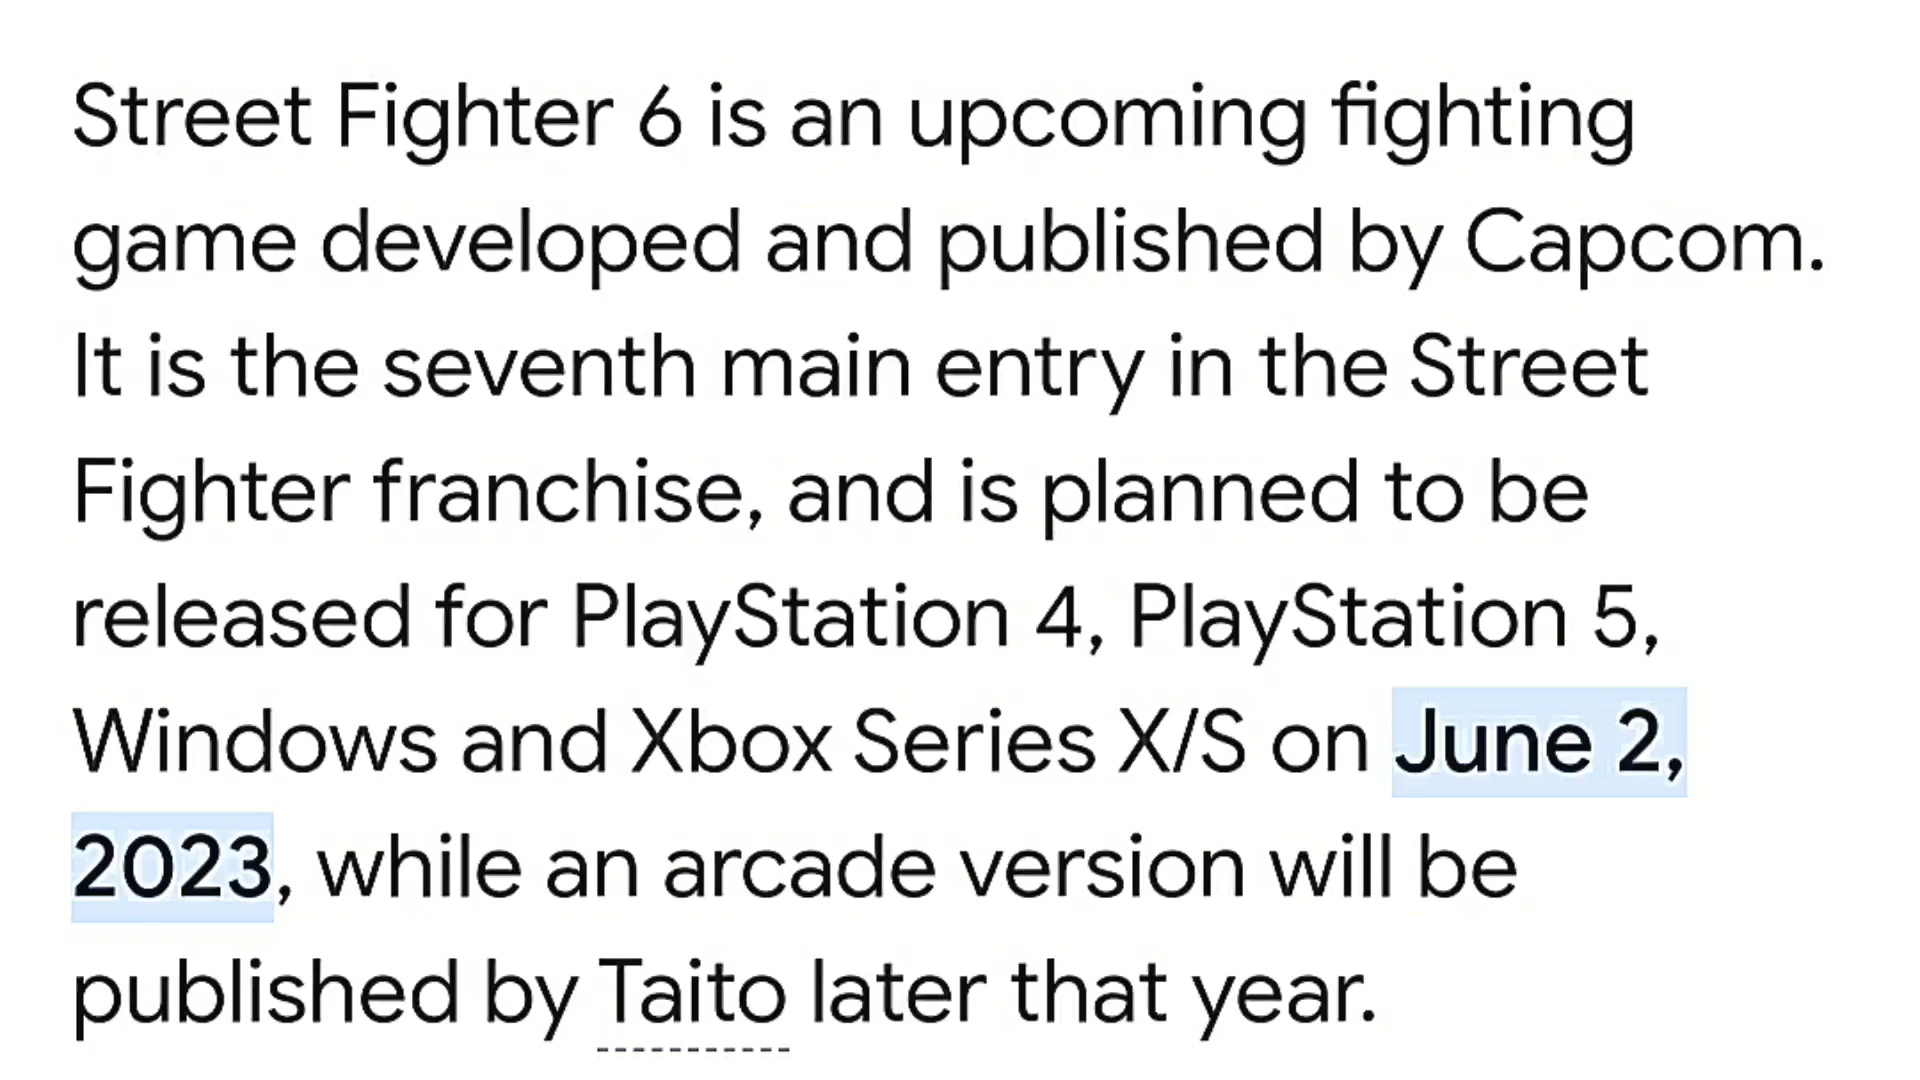 Street Fighter 6 is an upcoming fighting
game developed and published by Capcom.
It is the seventh main entry in the Street
Fighter franchise, and is planned to be
released for PlayStation 4, PlayStation 5,
Windows and Xbox Series X/S on June 2,
2023, while an arcade version will be
published by Taito later that year.